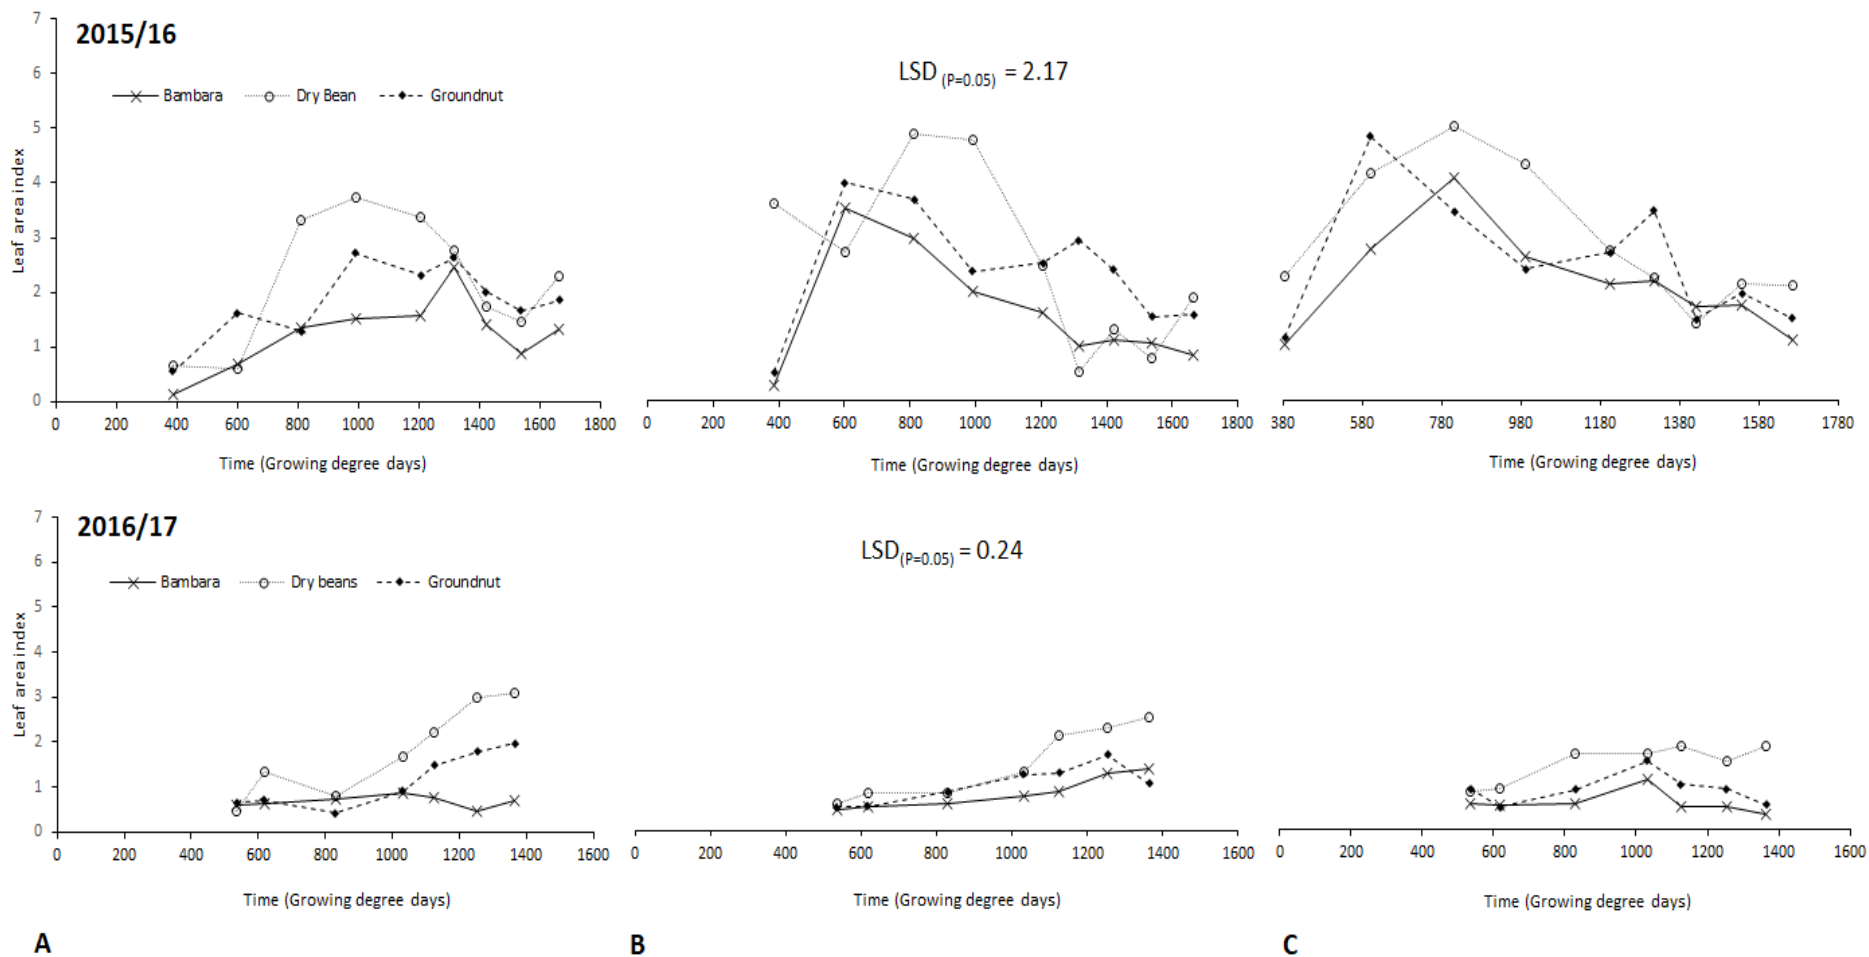 2015/16
LSD (P=0.05) = 2.17
Bambara Dry Bean Groundnut
Leaf area index
7
6
5
4
3
2
1
0
0 200 400 600 800 1000 1200 1400 1600 1800
Time (Growing degree days)
0 200 400 600 800 1000 1200 1400 1600 1800
Time (Growing degree days)
380 580 780 980 1180 1380 1580 1780
Time (Growing degree days)
2016/17
LSD(P=0.05) = 0.24
Bambara Dry beans Groundnut
Leaf area index
7
6
5
4
3
2
1
0
0 200 400 600 800 1000 1200 1400 1600
Time (Growing degree days)
0 200 400 600 800 1000 1200 1400 1600
Time (Growing degree days)
0 200 400 600 800 1000 1200 1400 1600
Time (Growing degree days)
A B C